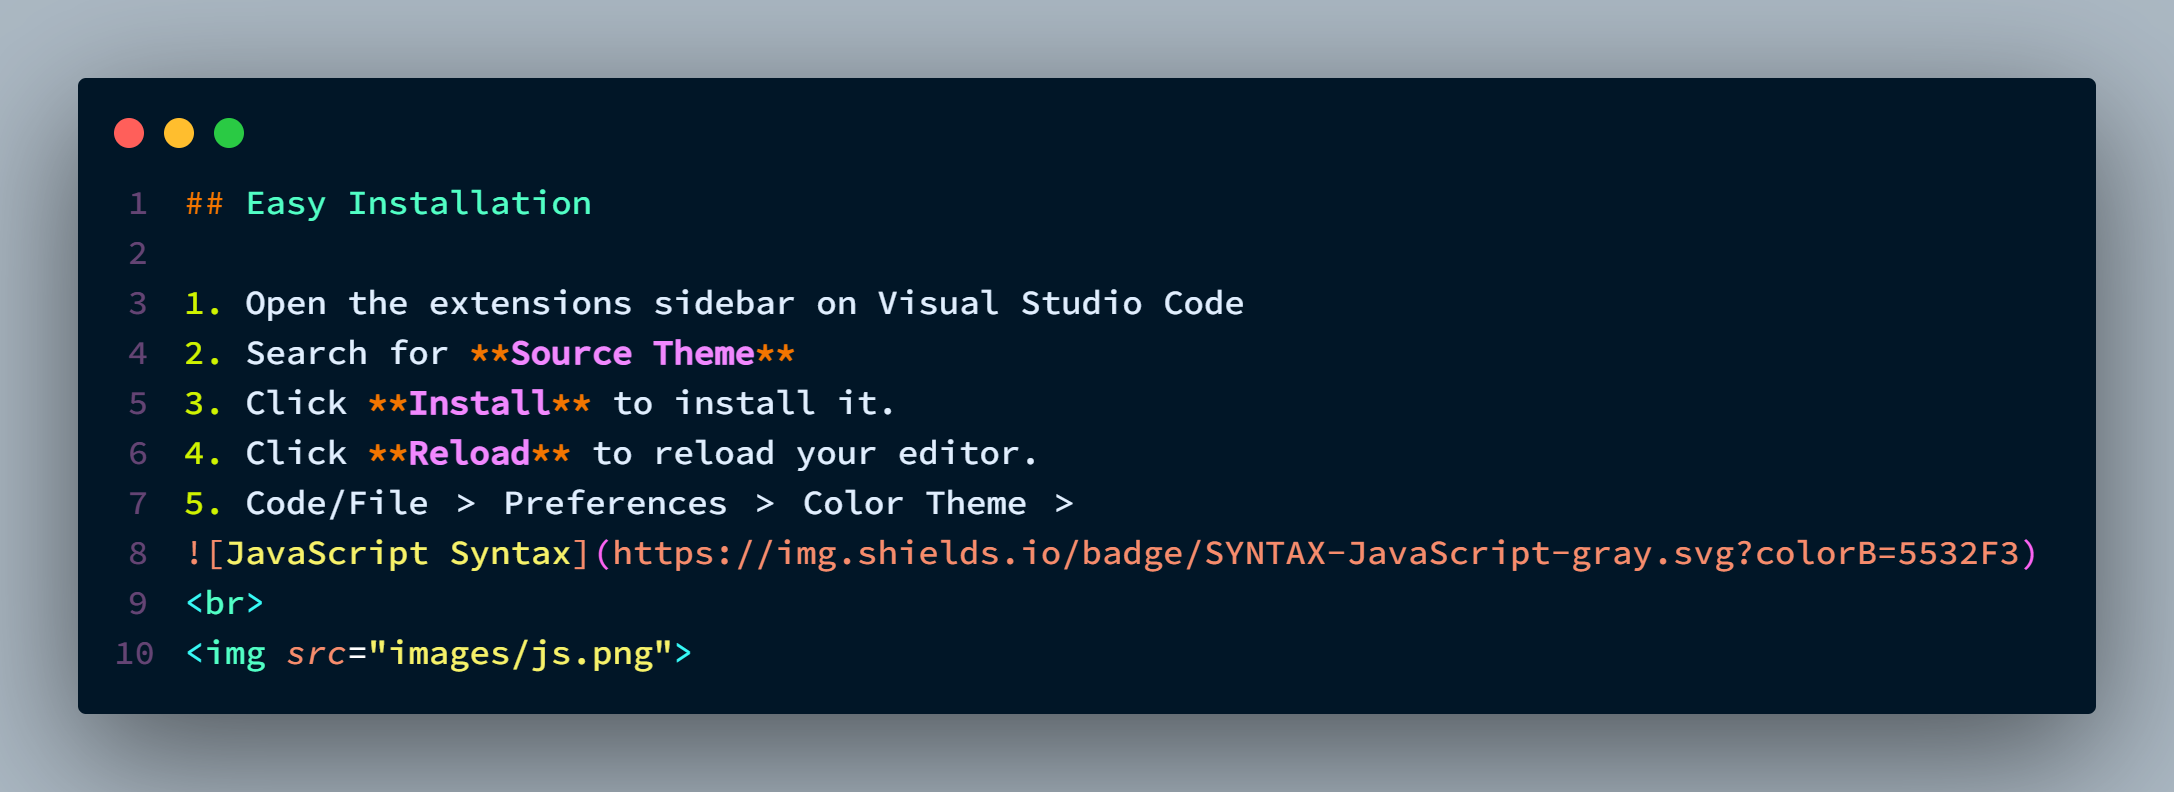 1 ## Easy Installation
2
3 1. Open the extensions sidebar on Visual Studio Code
4 2. Search for **Source Theme**
5 3. Click **Install** to install it.
6 4. Click **Reload** to reload your editor.
7 5. Code/File > Preferences > Color Theme >
8 ![JavaScript Syntax](https://img.shields.io/badge/SYNTAX-JavaScript-gray.svg?colorB=5532F3)
9 <br>
10 <img src="images/js.png">